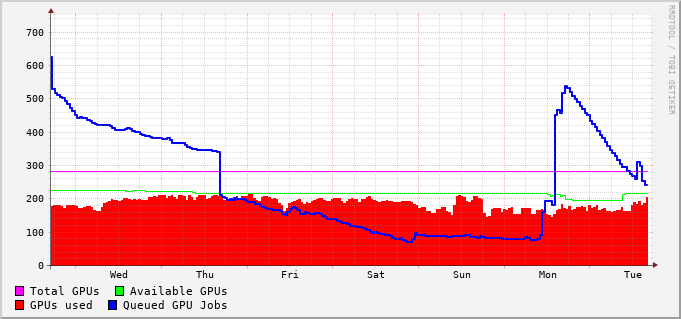 RRDTOOL / TOBI OETIKER
700
600
500
400
300
200
100
0
Wed Thu Fri Sat Sun Mon Tue
Total GPUs Available GPUs
GPUs used Queued GPU Jobs